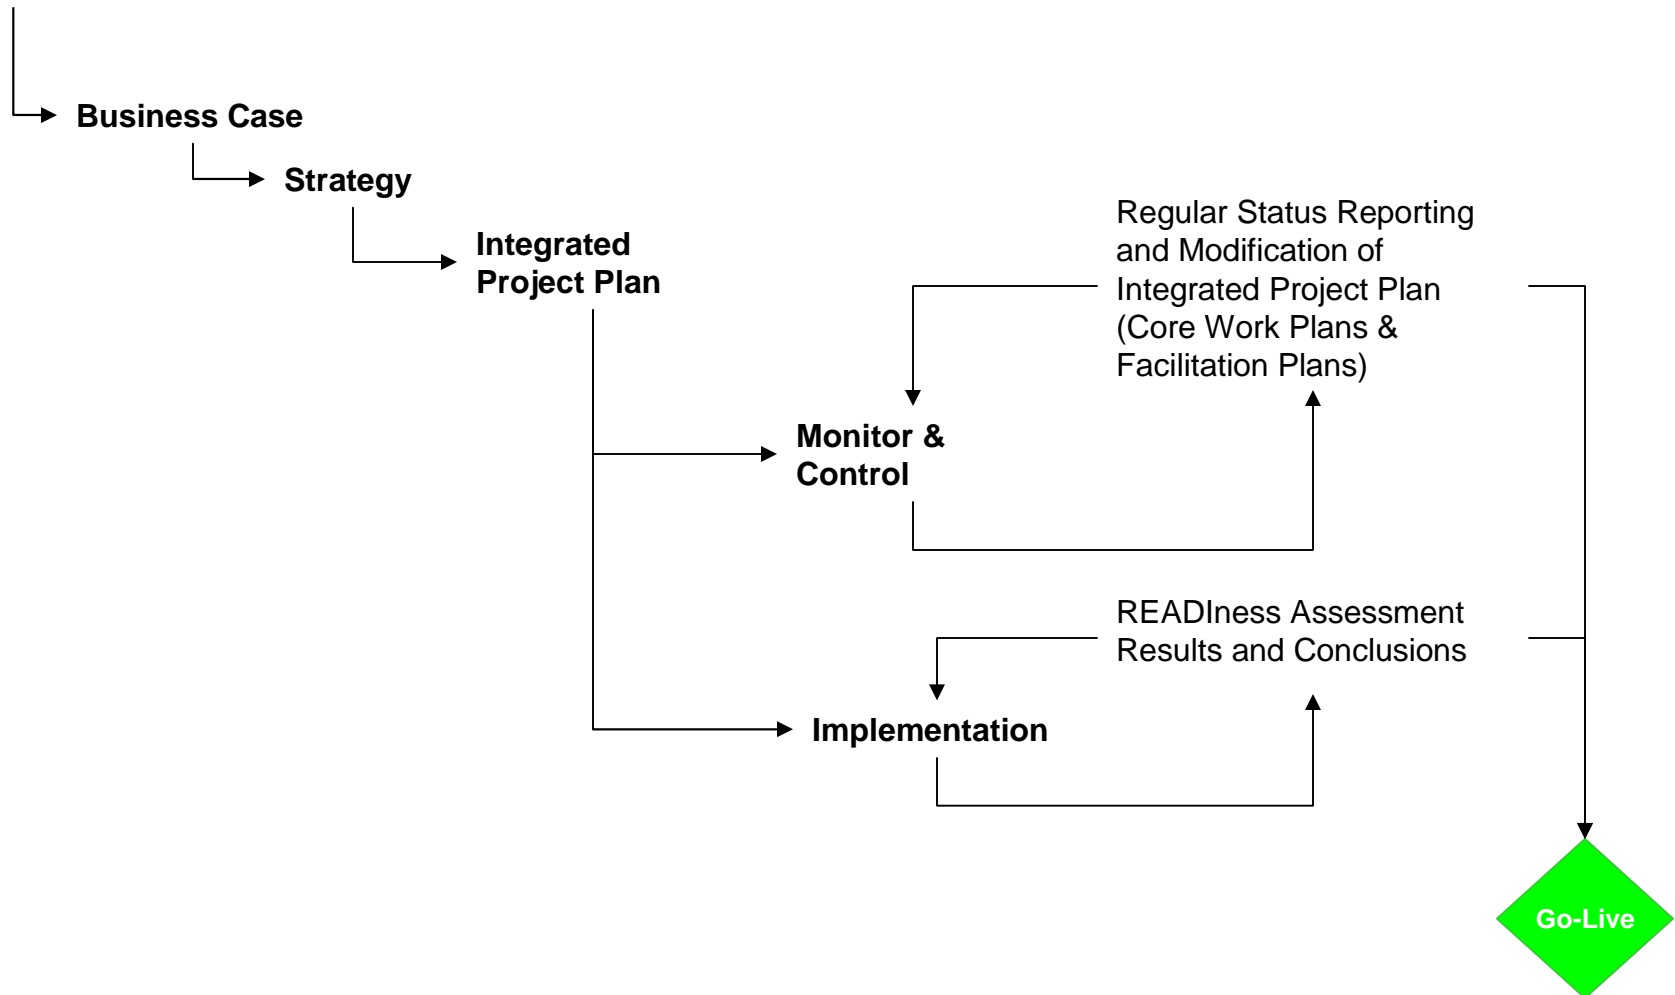 Business Case
Strategy
Integrated
Project Plan
Regular Status Reporting
and Modification of
Integrated Project Plan
(Core Work Plans &
Facilitation Plans)
Monitor &
Control
READIness Assessment
Results and Conclusions
Implementation
Go-Live